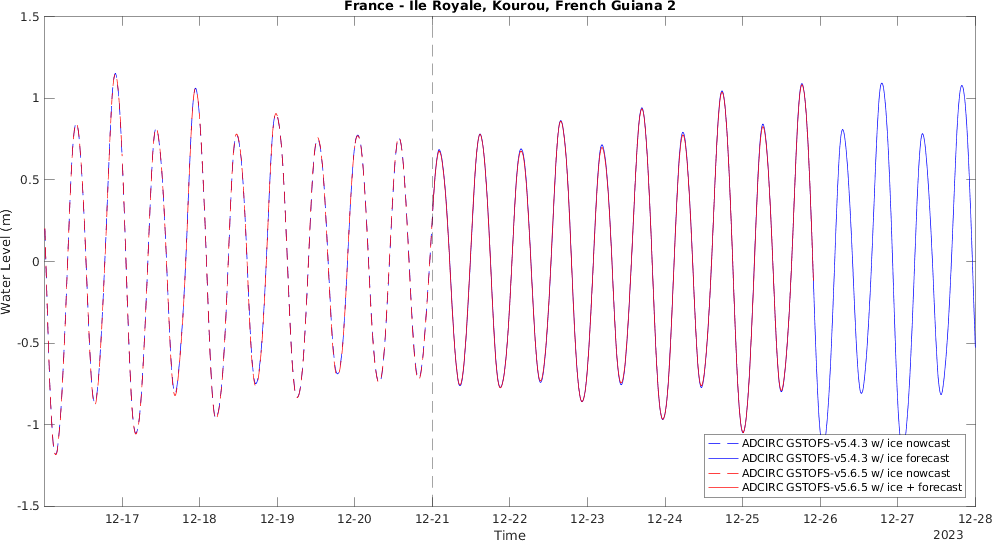 France - Ile Royale, Kourou, French Guiana 2
1.5
1
0.5
0
-0.5
-1
-1.5
Water Level (m)
12-17
12-18
12-19
12-20
12-21
12-22
12-23
12-24
12-25
12-26
12-27
12-28
Time
2023
ADCIRC GSTOFS-v5.4.3 w/ ice nowcast
ADCIRC GSTOFS-v5.4.3 w/ ice forecast
ADCIRC GSTOFS-v5.6.5 w/ ice nowcast
ADCIRC GSTOFS-v5.6.5 w/ ice + forecast